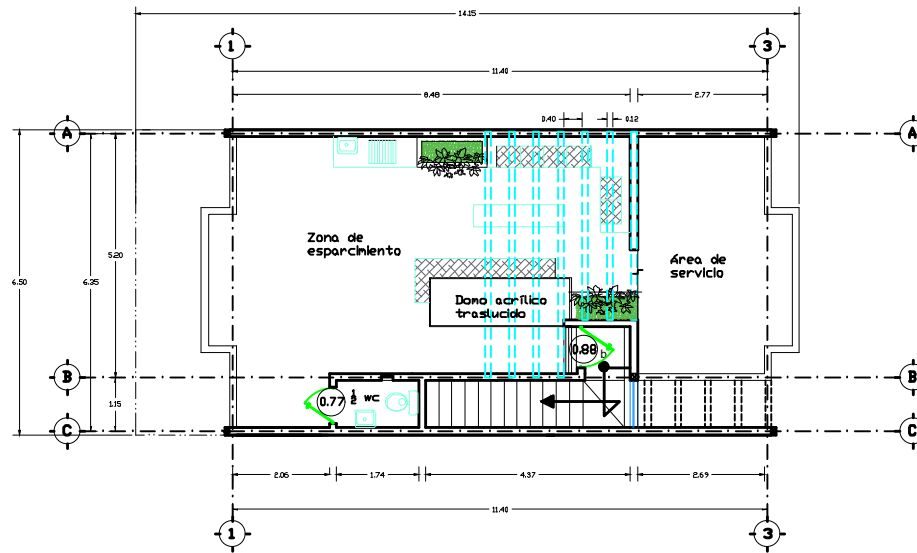 14.15
1
3
11.40
8.48
2.77
0.40
0.12
A
A
6.50
6.35
5.20
Zona de
esparcimiento
Área de
servicio
Domo acrílico
traslucido
0.88
b
B
B
1.15
0.77
½ wc
C
C
2.06
1.74
4.37
2.69
11.40
1
3